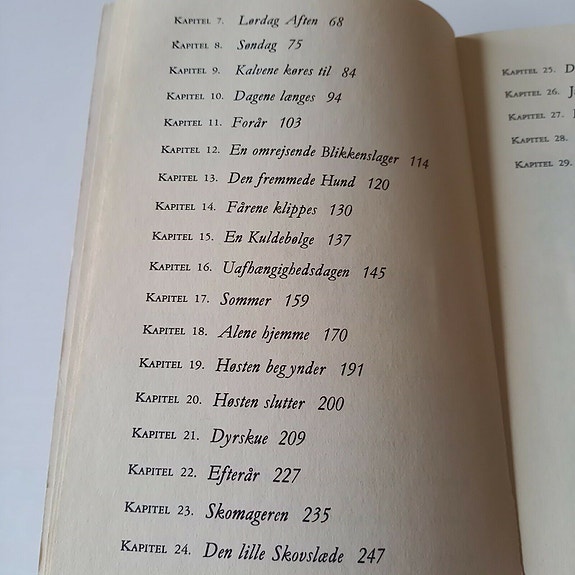 Kapitel 7. Lørdag Aften 68
Kapitel 8. Søndag 75
Kapitel 9. Kalvene køres til 84
Kapitel 10. Dagene længes 94
Kapitel 11. Forår 103
Kapitel 12. En omrejsende Blikkenslager 114
Kapitel 13. Den fremmede Hund 120
Kapitel 14. Fårene klippes 130
Kapitel 15. En Kuldebølge 137
Kapitel 16. Uafhængighedsdagen 145
Kapitel 17. Sommer 159
Kapitel 18. Alene hjemme 170
Kapitel 19. Høsten begynder 191
Kapitel 20. Høsten slutter 200
Kapitel 21. Dyrskue 209
Kapitel 22. Efterår 227
Kapitel 23. Skomageren 235
Kapitel 24. Den lille Skovslæde 247
Kapitel 25.
Kapitel 26.
Kapitel 27.
Kapitel 28.
Kapitel 29.